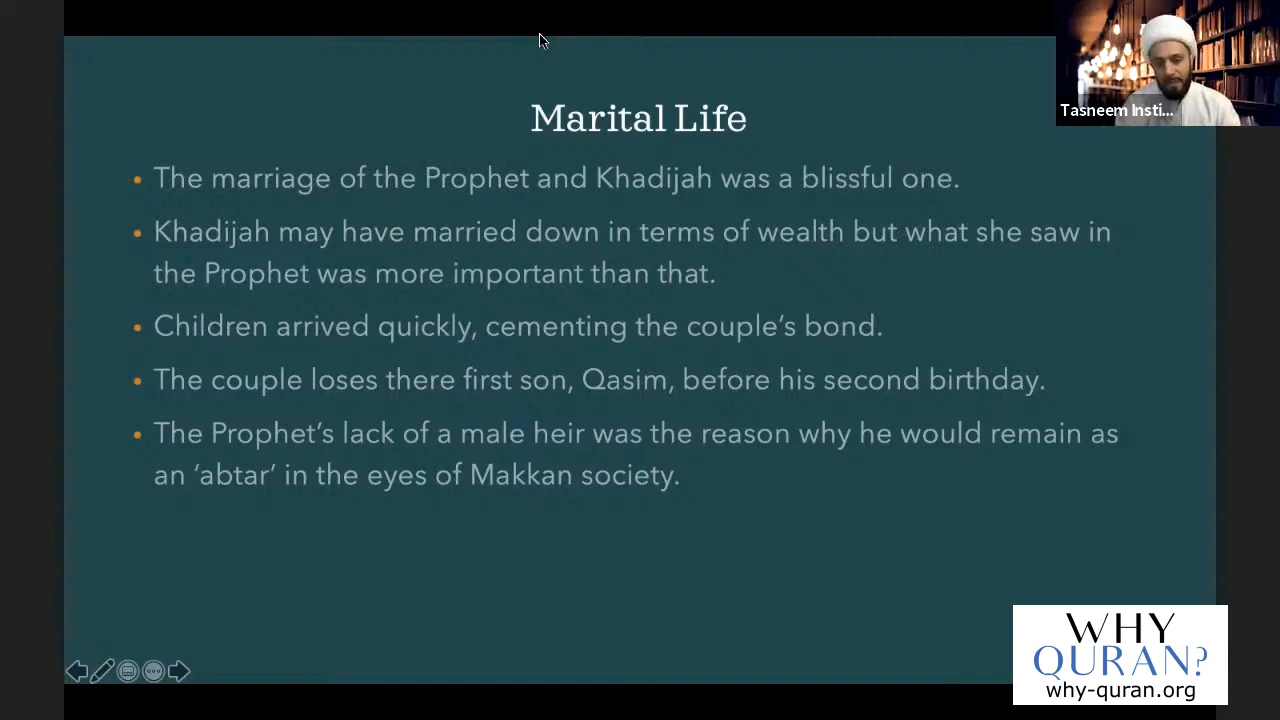 Tasneem Insti...
Marital Life
• The marriage of the Prophet and Khadijah was a blissful one.
• Khadijah may have married down in terms of wealth but what she saw in
the Prophet was more important than that.
• Children arrived quickly, cementing the couple’s bond.
• The couple loses there first son, Qasim, before his second birthday.
• The Prophet’s lack of a male heir was the reason why he would remain as
an ‘abtar’ in the eyes of Makkan society.
WHY
QURAN?
why-quran.org